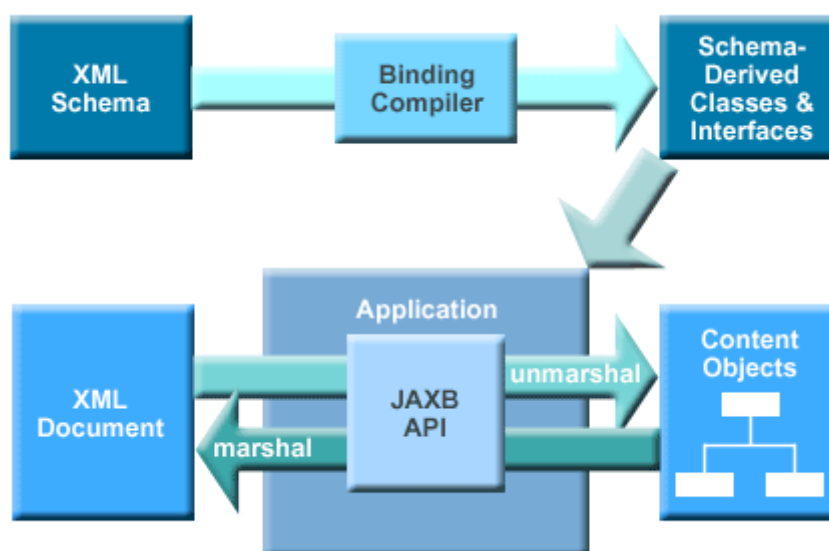 XML
Schema
Binding
Compiler
Schema-
Derived
Classes &
Interfaces
Application
XML
Document
JAXB
API
unmarshal
marshal
Content
Objects